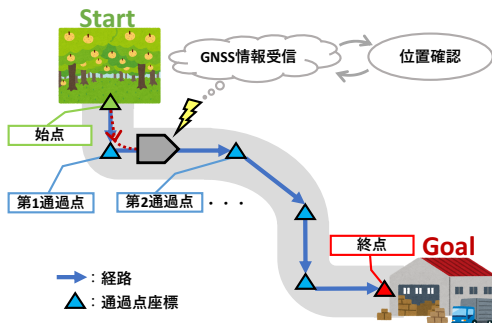 Start
GNSS情報受信
位置確認
始点
第1通過点
第2通過点 ・・・
終点
Goal
：経路
：通過点座標